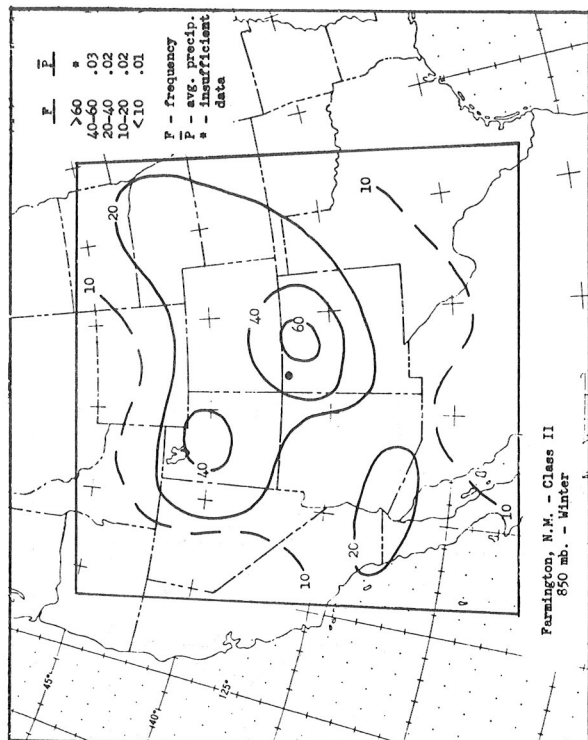 F P
>60 *
40-60 .03
20-40 .02
10-20 .02
<10 .01
F - frequency
P - avg. precip.
* - insufficient
data
20
10
10
40
60
40
20
10
10
45°
40°
125°
Farmington, N.M. - Class II
850 mb. - Winter